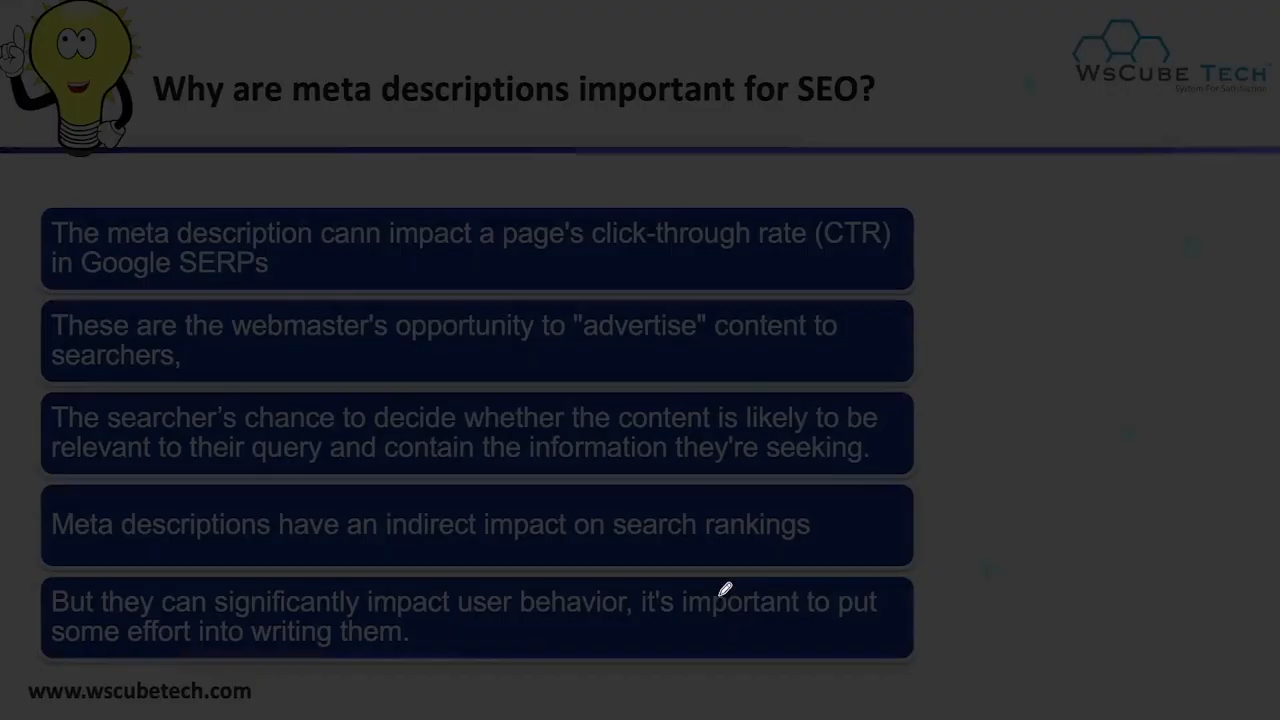 Why are meta descriptions important for SEO?
WsCube Tech
System For Satisfaction
The meta description cann impact a page's click-through rate (CTR)
in Google SERPs
These are the webmaster's opportunity to "advertise" content to
searchers,
The searcher's chance to decide whether the content is likely to be
relevant to their query and contain the information they're seeking.
Meta descriptions have an indirect impact on search rankings
But they can significantly impact user behavior, it's important to put
some effort into writing them.
www.wscubetech.com